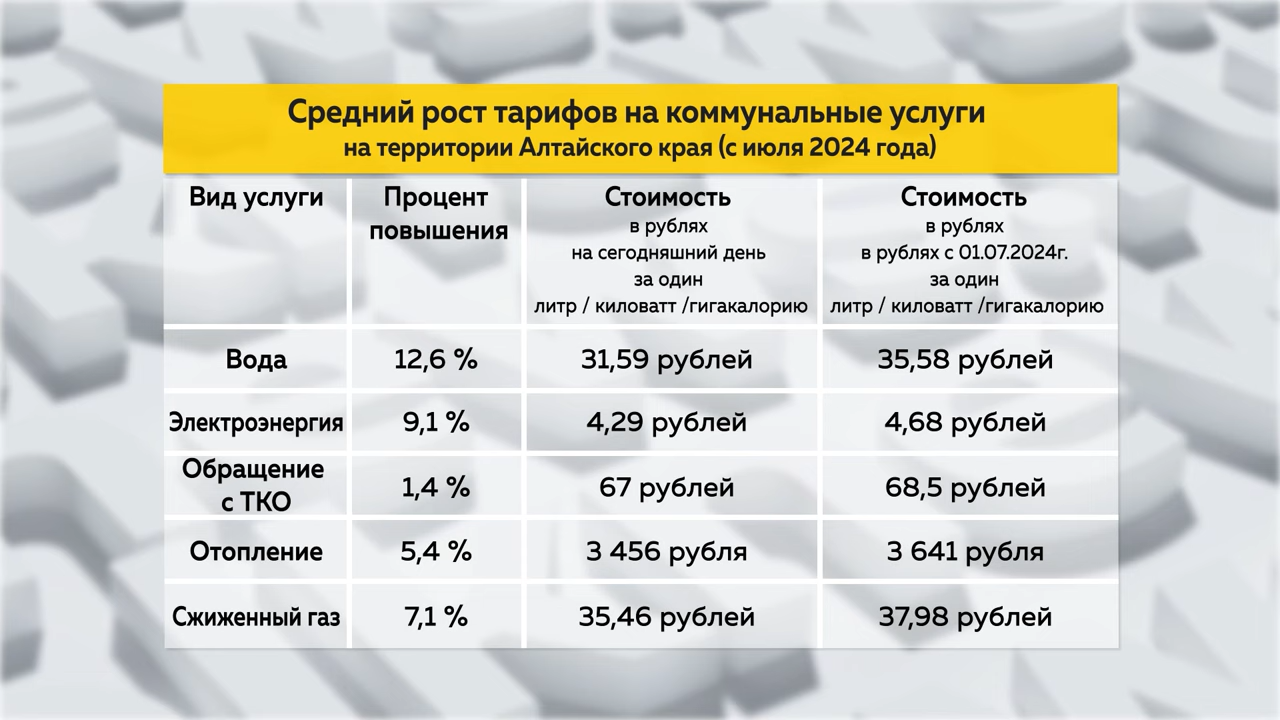 Средний рост тарифов на коммунальные услуги
на территории Алтайского края (с июля 2024 года)
Вид услуги
Процент
повышения
Стоимость
в рублях
на сегодняшний день
за один
литр / киловатт /гигакалорию
Стоимость
в рублях
в рублях с 01.07.2024г.
за один
литр / киловатт /гигакалорию
Вода 12,6 % 31,59 рублей 35,58 рублей
Электроэнергия 9,1 % 4,29 рублей 4,68 рублей
Обращение
с ТКО
1,4 % 67 рублей 68,5 рублей
Отопление 5,4 % 3 456 рубля 3 641 рубля
Сжиженный газ 7,1 % 35,46 рублей 37,98 рублей